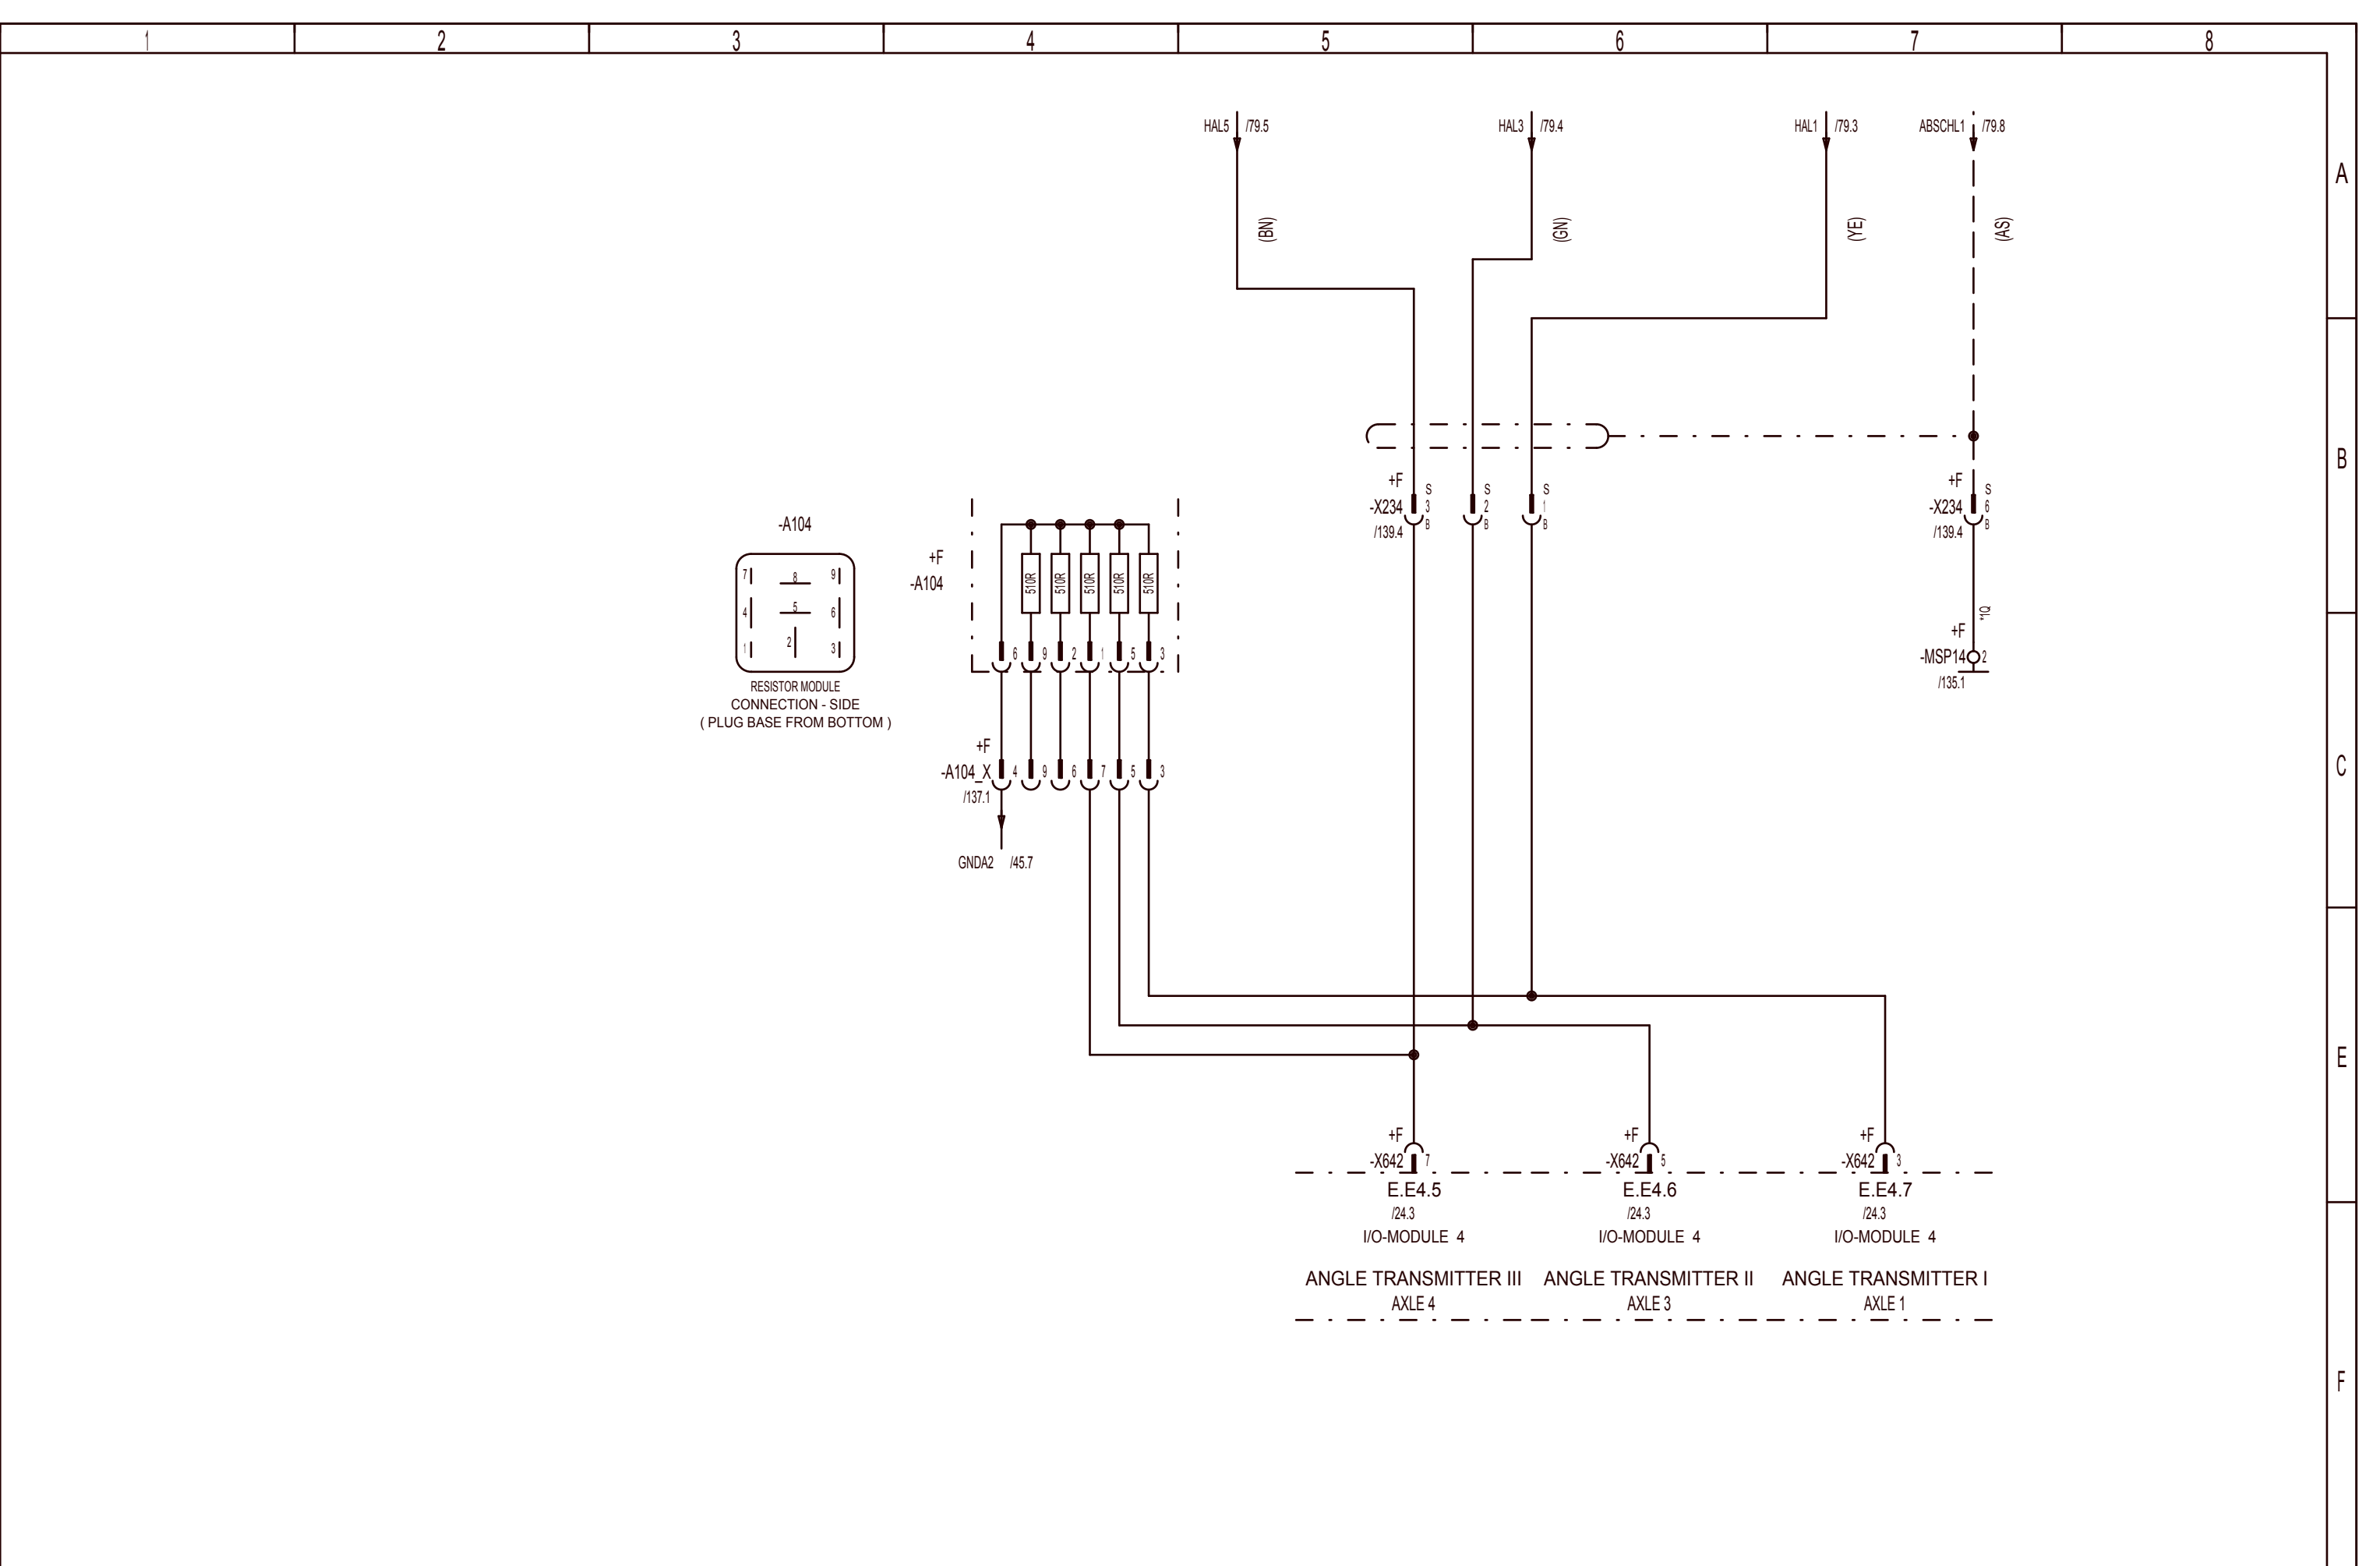 1 2 3 4 5 6 7 8
HAL5 /79.5 HAL3 /79.4 HAL1 /79.3 ABSCHL1 /79.8
A
(BN) (GN) (YE) (AS)
B
+F
-X234
/139.4
S
3
B
S
2
B
S
1
B
+F
-X234
/139.4
S
6
B
*1Q
+F
-MSP14 2
/135.1
-A104
7 8 9
4 5 6
1 2 3
RESISTOR MODULE
CONNECTION - SIDE
( PLUG BASE FROM BOTTOM )
+F
-A104
510R 510R 510R 510R 510R
6 9 2 1 5 3
+F
-A104_X 4 9 6 7 5 3
/137.1
GNDA2 /45.7
C
E
+F
-X642 7
E.E4.5
/24.3
I/O-MODULE 4
ANGLE TRANSMITTER III
AXLE 4
+F
-X642 5
E.E4.6
/24.3
I/O-MODULE 4
ANGLE TRANSMITTER II
AXLE 3
+F
-X642 3
E.E4.7
/24.3
I/O-MODULE 4
ANGLE TRANSMITTER I
AXLE 1
F